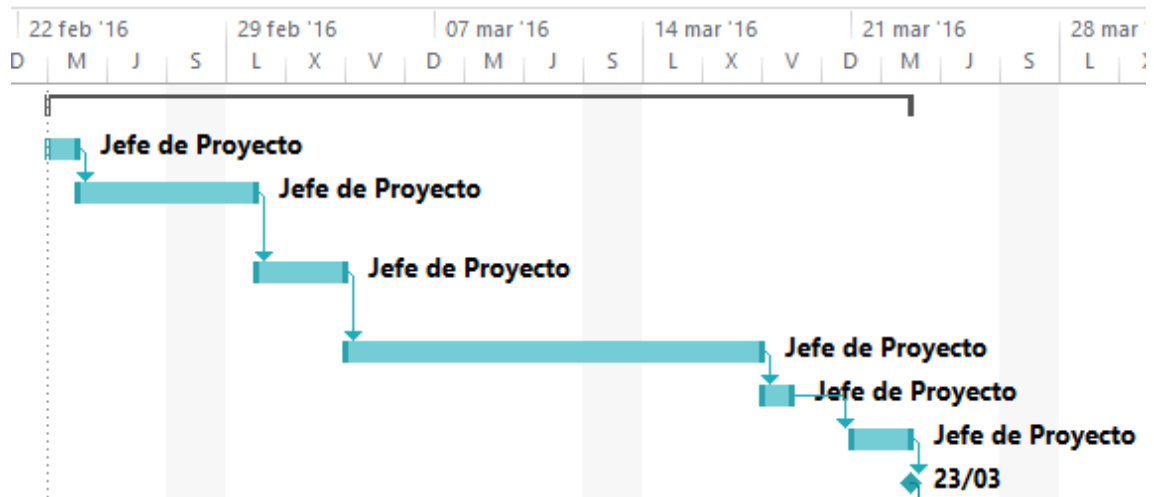 22 feb '16 29 feb '16 07 mar '16 14 mar '16 21 mar '16 28 mar '
D M J S L X V D M J S L X V D M J S L
Jefe de Proyecto
Jefe de Proyecto
Jefe de Proyecto
Jefe de Proyecto
Jefe de Proyecto
Jefe de Proyecto
23/03